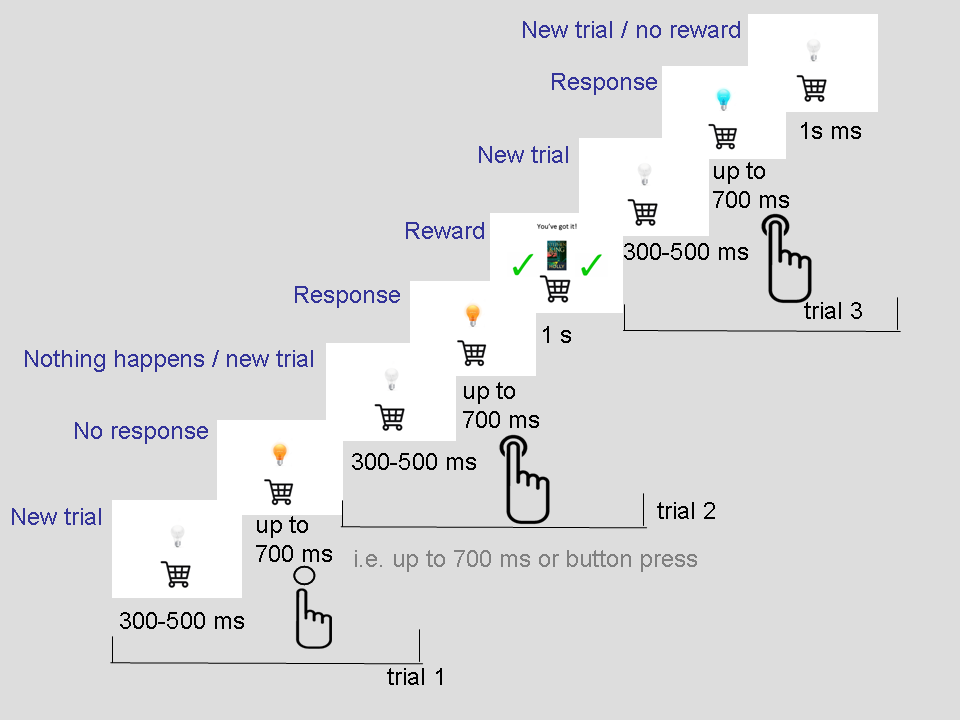 New trial / no reward
Response
1s ms
New trial
up to
700 ms
Reward
You've got it!
HOLLY
300-500 ms
trial 3
Response
1 s
Nothing happens / new trial
up to
700 ms
No response
300-500 ms
trial 2
New trial
up to
700 ms
i.e. up to 700 ms or button press
300-500 ms
trial 1